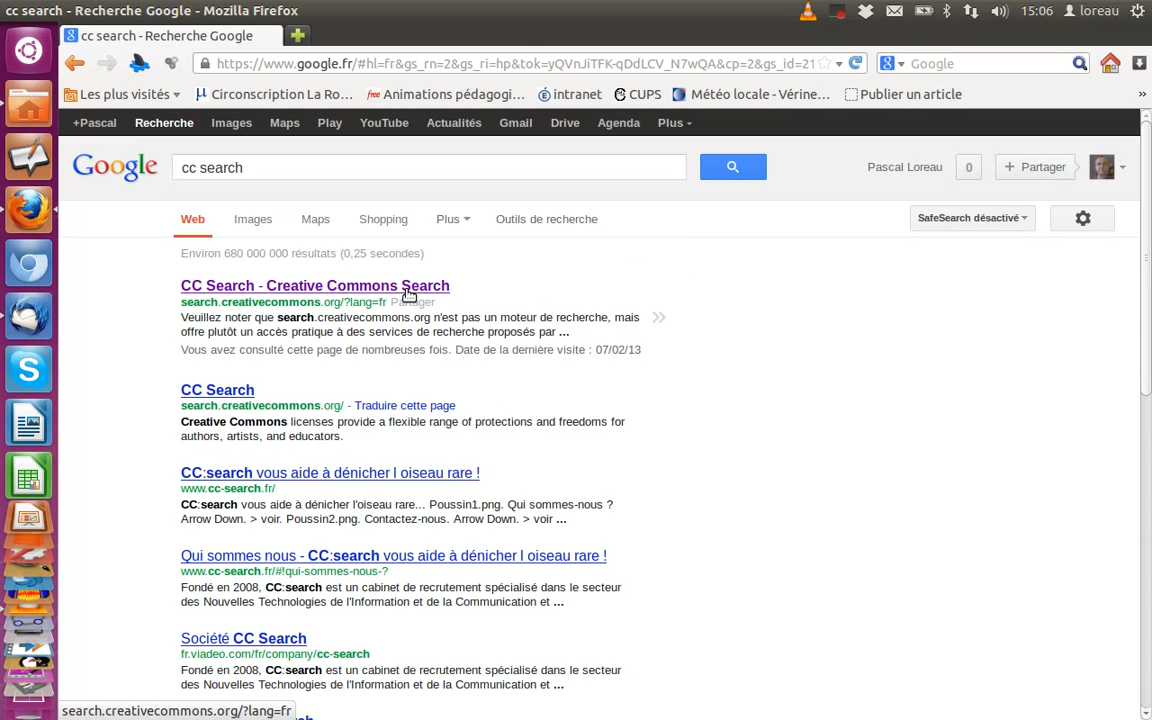 cc search - Recherche Google - Mozilla Firefox
15:06 loreau
cc search - Recherche Google
https://www.google.fr/#hl=fr&gs_rn=2&gs_ri=hp&tok=yQVnJiTFK-qDdLCV_N7wQA&cp=2&gs_id=21
Google
Les plus visités
Circonscription La Ro...
free Animations pédagogi...
intranet
CUPS
Météo locale - Vérine...
Publier un article
»
+Pascal Recherche Images Maps Play YouTube Actualités Gmail Drive Agenda Plus
Google
cc search
Pascal Loreau
0
+ Partager
Web Images Maps Shopping Plus Outils de recherche
SafeSearch désactivé
Environ 680 000 000 résultats (0,25 secondes)
CC Search - Creative Commons Search
search.creativecommons.org/?lang=fr Partager
Veuillez noter que search.creativecommons.org n'est pas un moteur de recherche, mais
offre plutôt un accès pratique à des services de recherche proposés par ...
Vous avez consulté cette page de nombreuses fois. Date de la dernière visite : 07/02/13
CC Search
search.creativecommons.org/ - Traduire cette page
Creative Commons licenses provide a flexible range of protections and freedoms for
authors, artists, and educators.
CC:search vous aide à dénicher l oiseau rare !
www.cc-search.fr/
CC:search vous aide à dénicher l'oiseau rare... Poussin1.png. Qui sommes-nous ?
Arrow Down. > voir. Poussin2.png. Contactez-nous. Arrow Down. > voir ...
Qui sommes nous - CC:search vous aide à dénicher l oiseau rare !
www.cc-search.fr/#!qui-sommes-nous-?
Fondé en 2008, CC:search est un cabinet de recrutement spécialisé dans le secteur
des Nouvelles Technologies de l'Information et de la Communication et ...
Société CC Search
fr.viadeo.com/fr/company/cc-search
Fondé en 2008, CC:search est un cabinet de recrutement spécialisé dans le secteur
des Nouvelles Technologies de l'Information et de la Communication et ...
search.creativecommons.org/?lang=fr